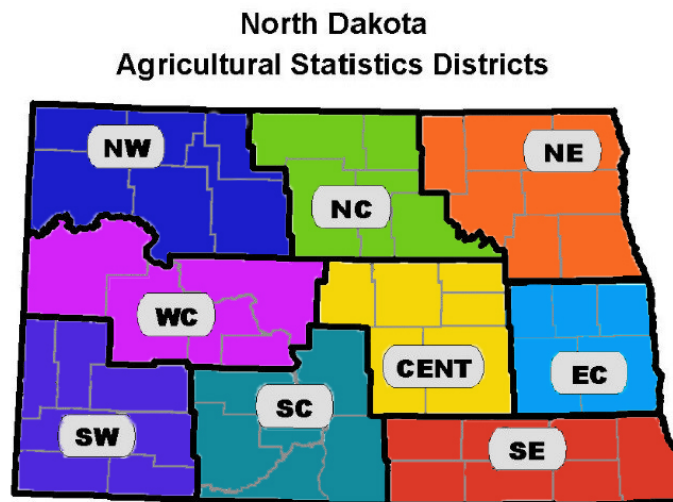 North Dakota
Agricultural Statistics Districts
NW
NE
NC
WC
CENT
EC
SC
SW
SE